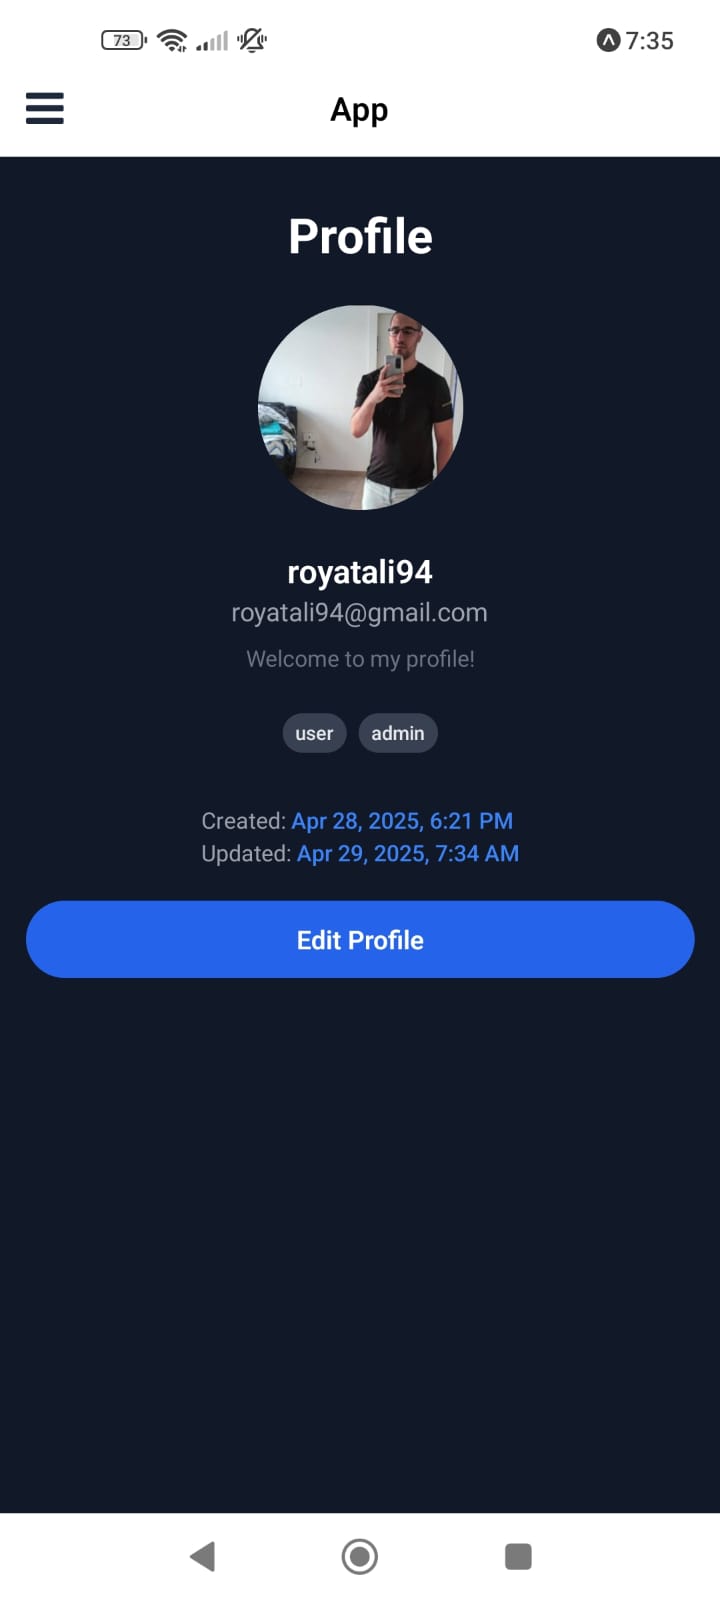 73 7:35
App
Profile
royatali94
royatali94@gmail.com
Welcome to my profile!
user admin
Created: Apr 28, 2025, 6:21 PM
Updated: Apr 29, 2025, 7:34 AM
Edit Profile